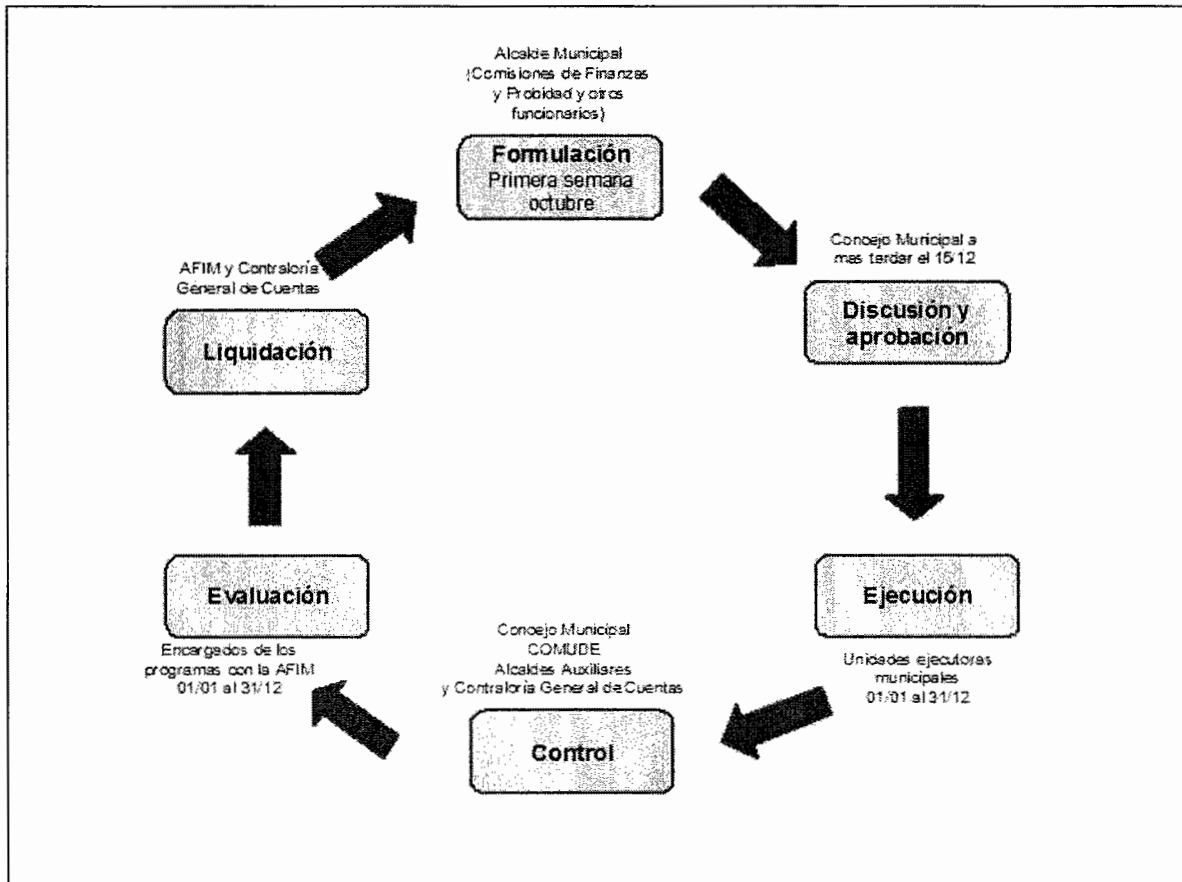 Alcalde Municipal
(Comisiones de Finanzas
y Probidad y otros
funcionarios)
Formulación
Primera semana
octubre
Concejo Municipal a
mas tardar el 15/12
Discusión y
aprobación
Ejecución
Unidades ejecutoras
municipales
01/01 al 31/12
Concejo Municipal
COMUDE
Alcaldes Auxiliares
y Contraloría General de Cuentas
Control
Evaluación
Encargados de los
programas con la AFIM
01/01 al 31/12
AFIM y Contraloría
General de Cuentas
Liquidación